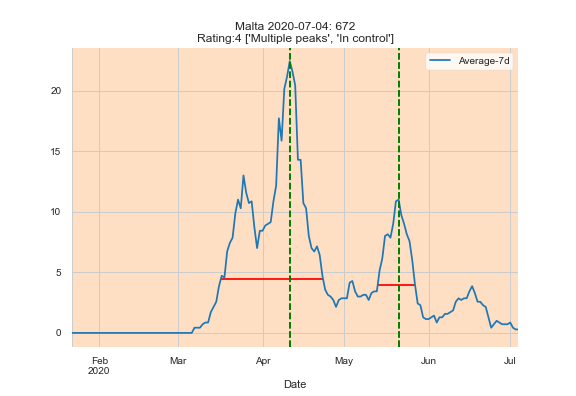 Malta 2020-07-04: 672
Rating:4 ['Multiple peaks', 'In control']
Average-7d
20
15
10
5
0
Feb
2020
Mar
Apr
May
Jun
Jul
Date